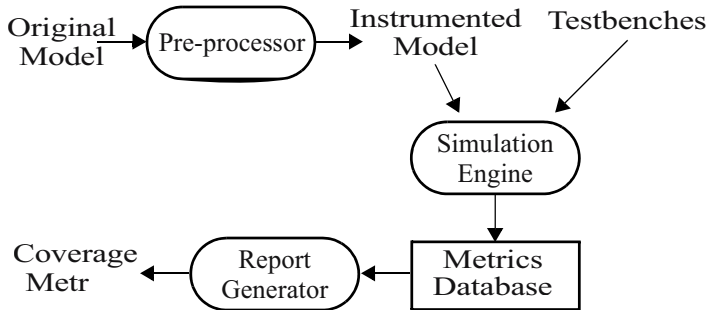 Original
Model
Pre-processor
Instrumented
Model
Testbenches
Simulation
Engine
Metrics
Database
Report
Generator
Coverage
Metr